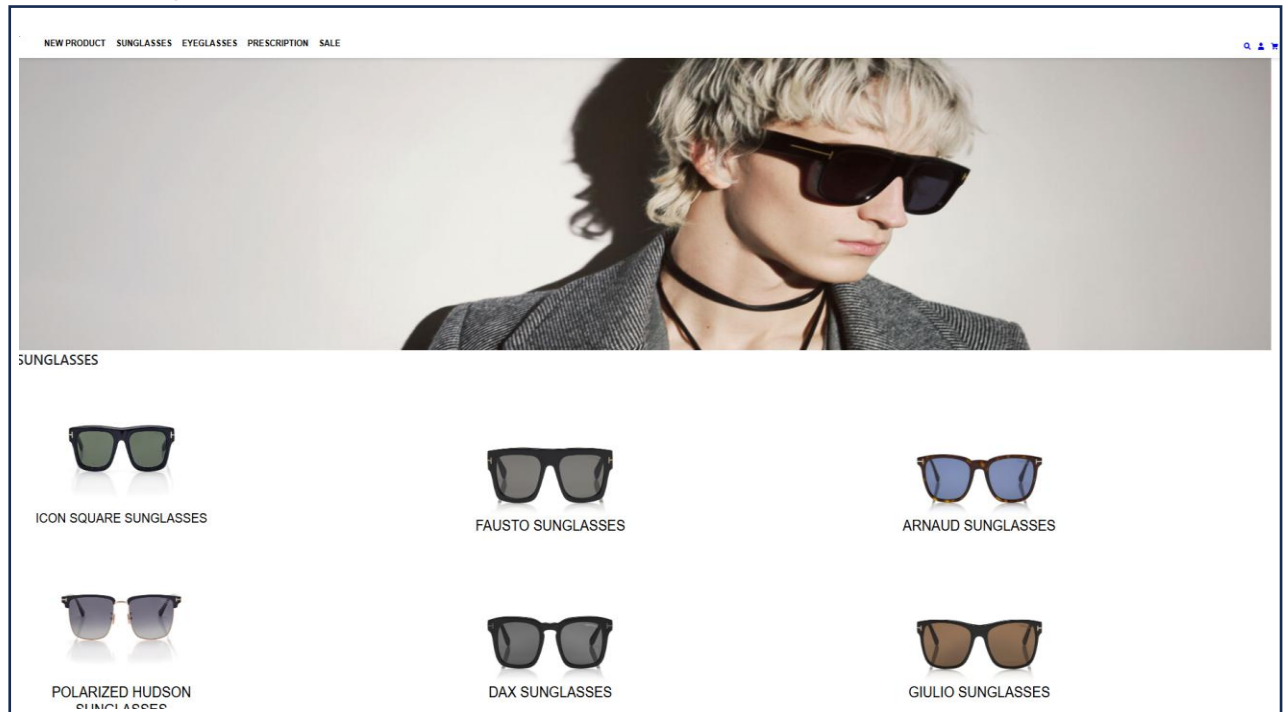 NEW PRODUCT SUNGLASSES EYEGLASSES PRESCRIPTION SALE
SUNGLASSES
ICON SQUARE SUNGLASSES
FAUSTO SUNGLASSES
ARNAUD SUNGLASSES
POLARIZED HUDSON
SUNGLASSES
DAX SUNGLASSES
GIULIO SUNGLASSES